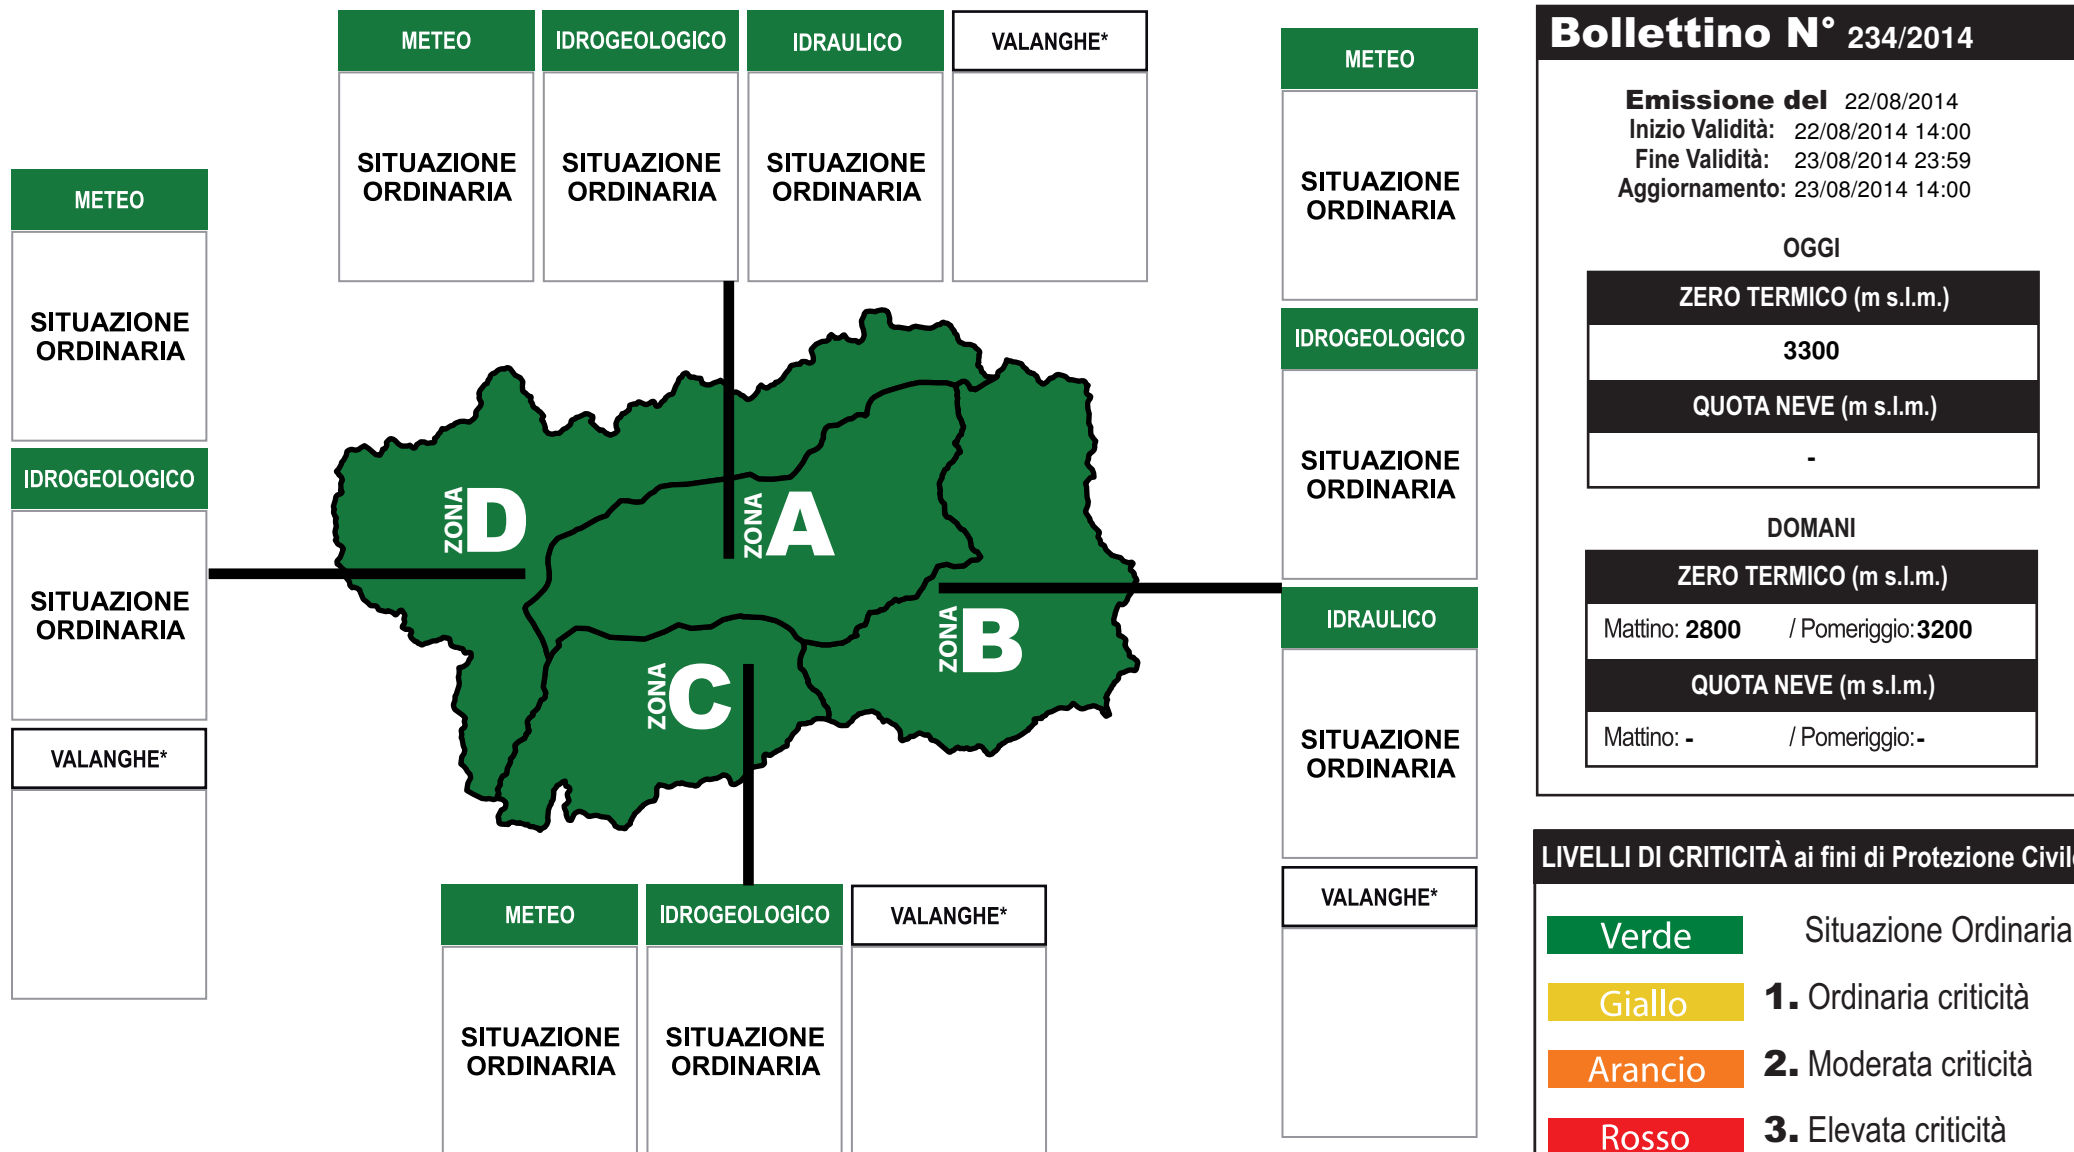 METEO
IDROGEOLOGICO
IDRAULICO
VALANGHE*
SITUAZIONE
ORDINARIA
SITUAZIONE
ORDINARIA
SITUAZIONE
ORDINARIA
METEO
SITUAZIONE
ORDINARIA
IDROGEOLOGICO
SITUAZIONE
ORDINARIA
VALANGHE*
ZONA D
ZONA A
ZONA B
ZONA C
METEO
SITUAZIONE
ORDINARIA
IDROGEOLOGICO
SITUAZIONE
ORDINARIA
IDRAULICO
SITUAZIONE
ORDINARIA
VALANGHE*
METEO
IDROGEOLOGICO
VALANGHE*
SITUAZIONE
ORDINARIA
SITUAZIONE
ORDINARIA
Bollettino N° 234/2014
Emissione del 22/08/2014
Inizio Validità: 22/08/2014 14:00
Fine Validità: 23/08/2014 23:59
Aggiornamento: 23/08/2014 14:00
OGGI
ZERO TERMICO (m s.l.m.)
3300
QUOTA NEVE (m s.l.m.)
-
DOMANI
ZERO TERMICO (m s.l.m.)
Mattino: 2800 / Pomeriggio: 3200
QUOTA NEVE (m s.l.m.)
Mattino: - / Pomeriggio: -
LIVELLI DI CRITICITÀ ai fini di Protezione Civile
Verde Situazione Ordinaria
Giallo 1. Ordinaria criticità
Arancio 2. Moderata criticità
Rosso 3. Elevata criticità